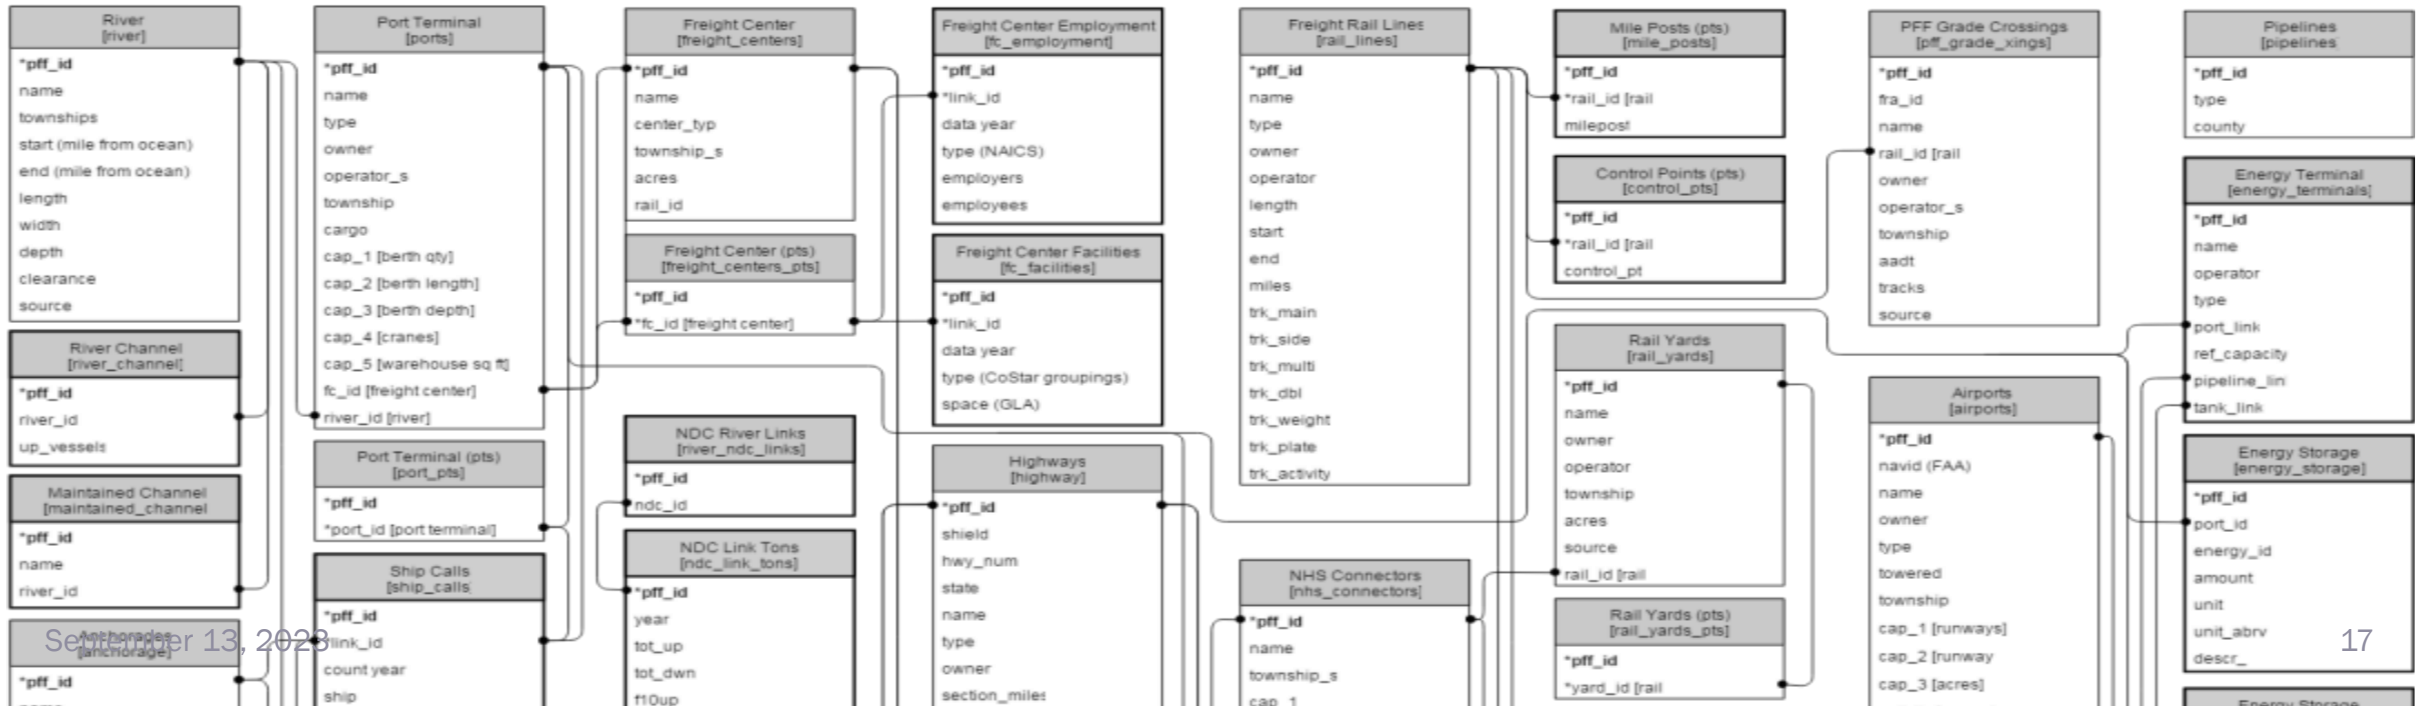 River
[river]
*pff_id
name
townships
start (mile from ocean)
end (mile from ocean)
length
width
depth
clearance
source
River Channel
[river_channel]
*pff_id
river_id
up_vessels
Maintained Channel
[maintained_channel
*pff_id
name
river_id
Anchorages
[anchorage]
*pff_id
Port Terminal
[ports]
*pff_id
name
type
owner
operator_s
township
cargo
cap_1 [berth qty]
cap_2 [berth length]
cap_3 [berth depth]
cap_4 [cranes]
cap_5 [warehouse sq ft]
fc_id [freight center]
river_id [river]
Port Terminal (pts)
[port_pts]
*pff_id
*port_id [port terminal]
Ship Calls
[ship_calls
*pff_id
*link_id
count year
ship
Freight Center
[freight_centers]
*pff_id
name
center_typ
township_s
acres
rail_id
Freight Center (pts)
[freight_centers_pts]
*pff_id
*fc_id [freight center]
NDC River Links
[river_ndc_links]
*pff_id
ndc_id
NDC Link Tons
[ndc_link_tons]
*pff_id
year
tot_up
tot_dwn
f10up
Freight Center Employment
[fc_employment]
*pff_id
*link_id
data year
type (NAICS)
employers
employees
Freight Center Facilities
[fc_facilities]
*pff_id
*link_id
data year
type (CoStar groupings)
space (GLA)
Highways
[highway]
*pff_id
shield
hwy_num
state
name
type
owner
section_miles
Freight Rail Lines
[rail_lines]
*pff_id
name
type
owner
operator
length
start
end
miles
trk_main
trk_side
trk_multi
trk_dbl
trk_weight
trk_plate
trk_activity
NHS Connectors
[nhs_connectors]
*pff_id
name
township_s
cap_1
Mile Posts (pts)
[mile_posts]
*pff_id
*rail_id [rail
milepost
Control Points (pts)
[control_pts]
*pff_id
*rail_id [rail
control_pt
Rail Yards
[rail_yards]
*pff_id
name
owner
operator
township
acres
source
rail_id [rail
Rail Yards (pts)
[rail_yards_pts]
*pff_id
*yard_id [rail
PFF Grade Crossings
[pff_grade_xings]
*pff_id
fra_id
name
rail_id [rail
owner
operator_s
township
aadt
tracks
source
Airports
[airports]
*pff_id
navid (FAA)
name
owner
type
towered
township
cap_1 [runways]
cap_2 [runway
cap_3 [acres]
Pipelines
[pipelines
*pff_id
type
county
Energy Terminal
[energy_terminals]
*pff_id
name
operator
type
port_link
ref_capacity
pipeline_lin
tank_link
Energy Storage
[energy_storage]
*pff_id
port_id
energy_id
amount
unit
unit_abrv
descr_
Energy Storage
September 13, 2023
17